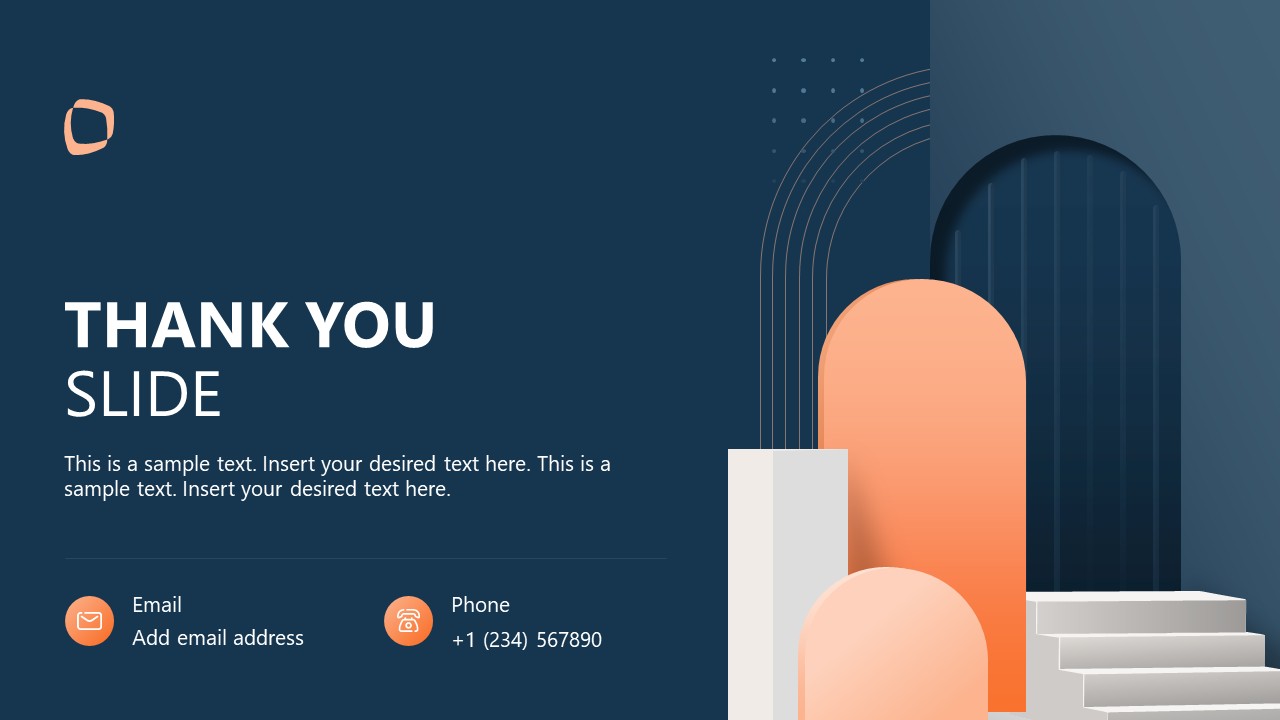 THANK YOU
SLIDE
This is a sample text. Insert your desired text here. This is a
sample text. Insert your desired text here.
Email
Add email address
Phone
+1 (234) 567890